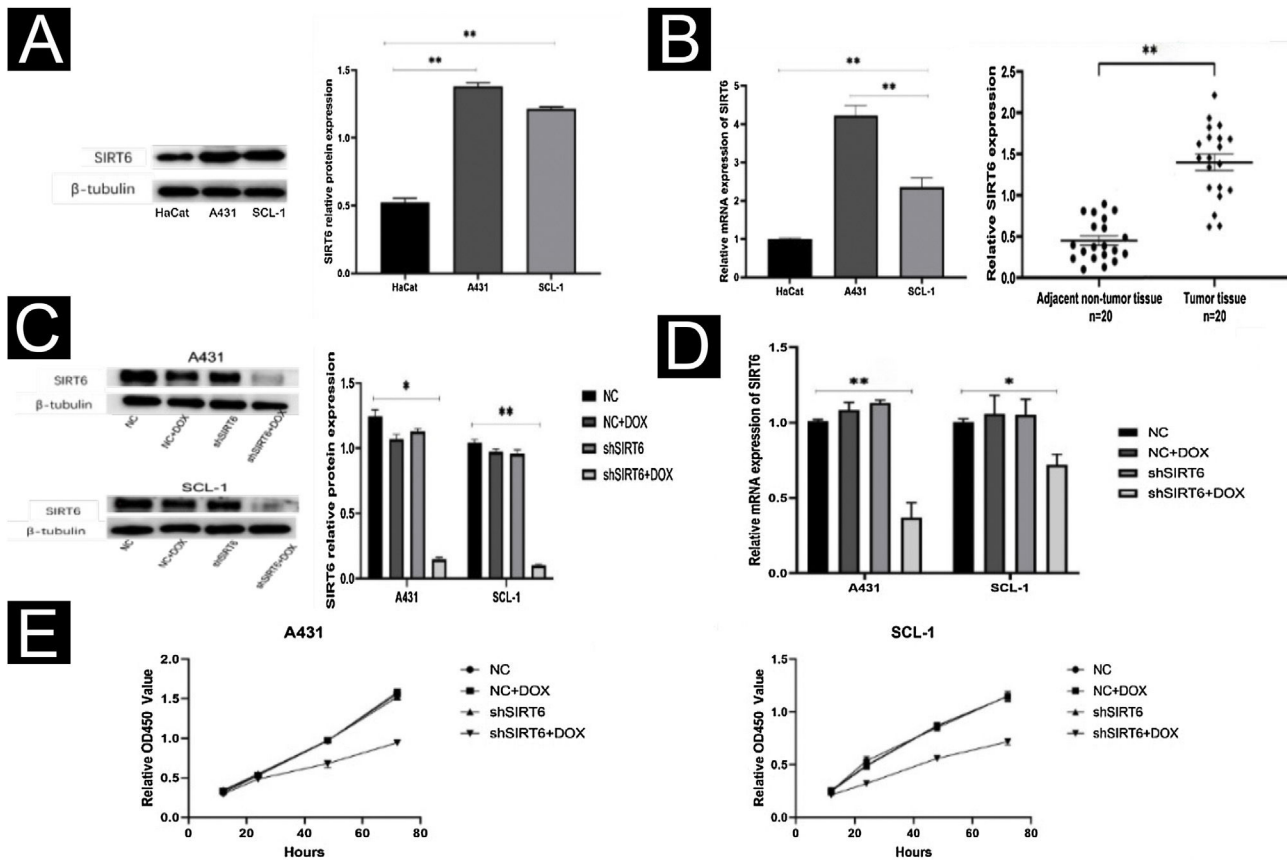 A
SIRT6
β-tubulin
HaCat A431 SCL-1
SIRT6 relative protein expression
1.5
1.0
0.5
0.0
**
**
HaCat A431 SCL-1
B
Relative mRNA expression of SIRT6
5
4
3
2
1
0
**
**
HaCat A431 SCL-1
Relative SIRT6 expression
2.5
2.0
1.5
1.0
0.5
0.0
**
Adjacent non-tumor tissue Tumor tissue
n=20 n=20
C
A431
SIRT6
β-tubulin
NC NC+DOX shSIRT6 shSIRT6+DOX
SCL-1
SIRT6
β-tubulin
NC NC+DOX shSIRT6 shSIRT6+DOX
SIRT6 relative protein expression
1.5
1.0
0.5
0.0
*
**
A431 SCL-1
NC
NC+DOX
shSIRT6
shSIRT6+DOX
D
Relative mRNA expression of SIRT6
1.5
1.0
0.5
0.0
**
*
A431 SCL-1
NC
NC+DOX
shSIRT6
shSIRT6+DOX
E
A431
Relative OD450 Value
2.0
1.5
1.0
0.5
0.0
0 20 40 60 80
Hours
NC
NC+DOX
shSIRT6
shSIRT6+DOX
SCL-1
Relative OD450 Value
1.5
1.0
0.5
0.0
0 20 40 60 80
Hours
NC
NC+DOX
shSIRT6
shSIRT6+DOX